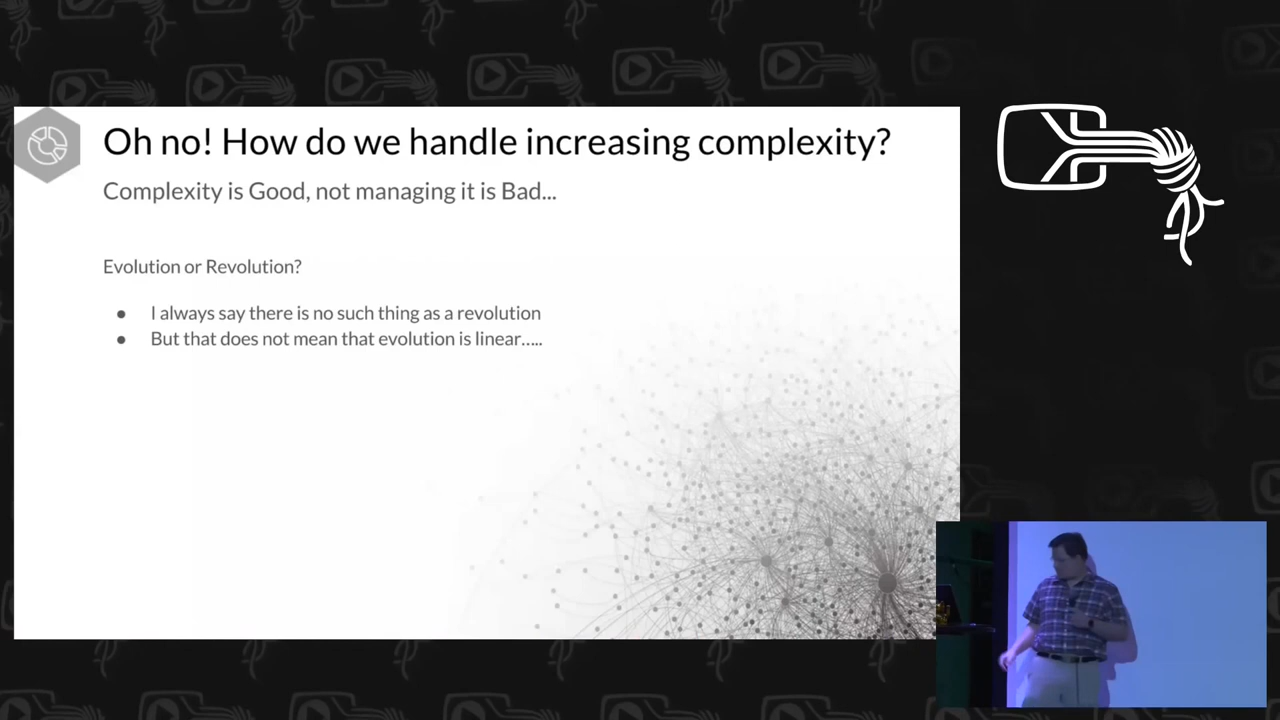 Oh no! How do we handle increasing complexity?
Complexity is Good, not managing it is Bad...
Evolution or Revolution?
● I always say there is no such thing as a revolution
● But that does not mean that evolution is linear…..